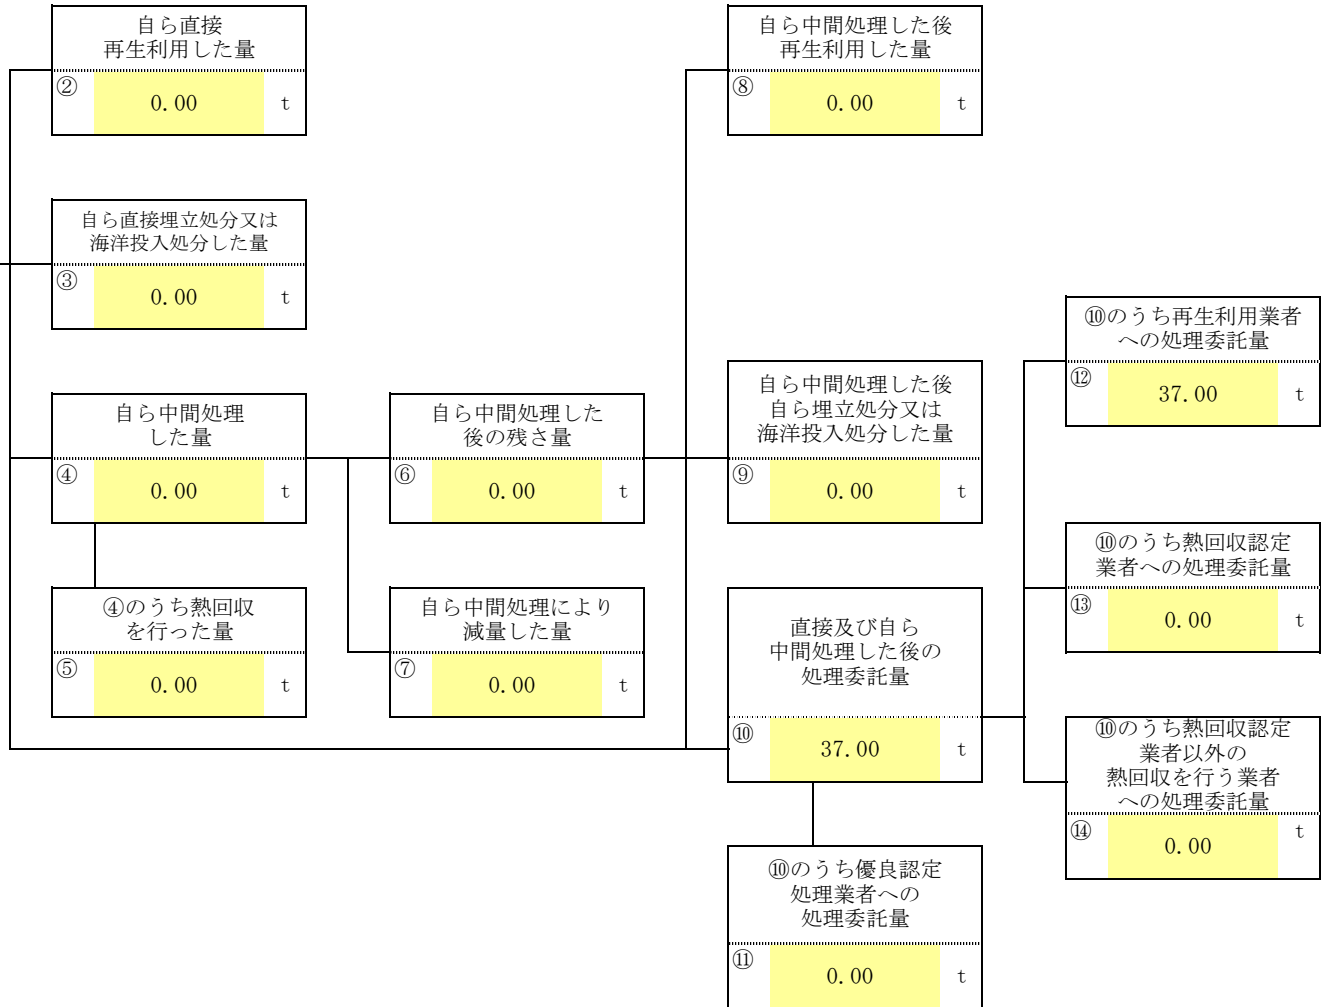 自ら直接
再生利用した量
② 0.00 t
自ら中間処理した後
再生利用した量
⑧ 0.00 t
自ら直接埋立処分又は
海洋投入処分した量
③ 0.00 t
⑩のうち再生利用業者
への処理委託量
⑫ 37.00 t
自ら中間処理
した量
④ 0.00 t
自ら中間処理した
後の残さ量
⑥ 0.00 t
自ら中間処理した後
自ら埋立処分又は
海洋投入処分した量
⑨ 0.00 t
⑩のうち熱回収認定
業者への処理委託量
⑬ 0.00 t
④のうち熱回収
を行った量
⑤ 0.00 t
自ら中間処理により
減量した量
⑦ 0.00 t
直接及び自ら
中間処理した後の
処理委託量
⑩ 37.00 t
⑩のうち熱回収認定
業者以外の
熱回収を行う業者
への処理委託量
⑭ 0.00 t
⑩のうち優良認定
処理業者への
処理委託量
⑪ 0.00 t